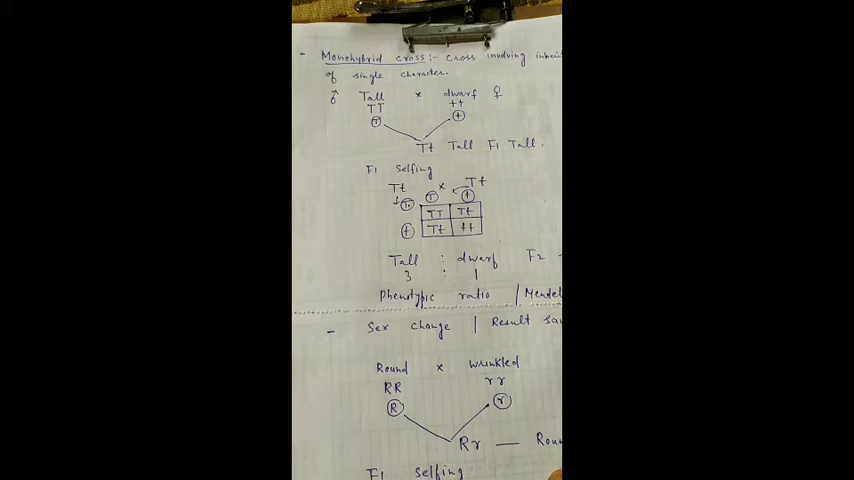 - Monohybrid cross :- Cross involving
of single character.
♂ Tall × dwarf ♀
TT tt
T t
Tt Tall F1 Tall.
F1 Selfing
Tt × Tt
T t
T TT Tt
t Tt tt
Tall : dwarf F2
3 : 1
Phenotypic ratio /
- Sex change / Result
Round × wrinkled
RR rr
R r
Rr —
F1 selfing